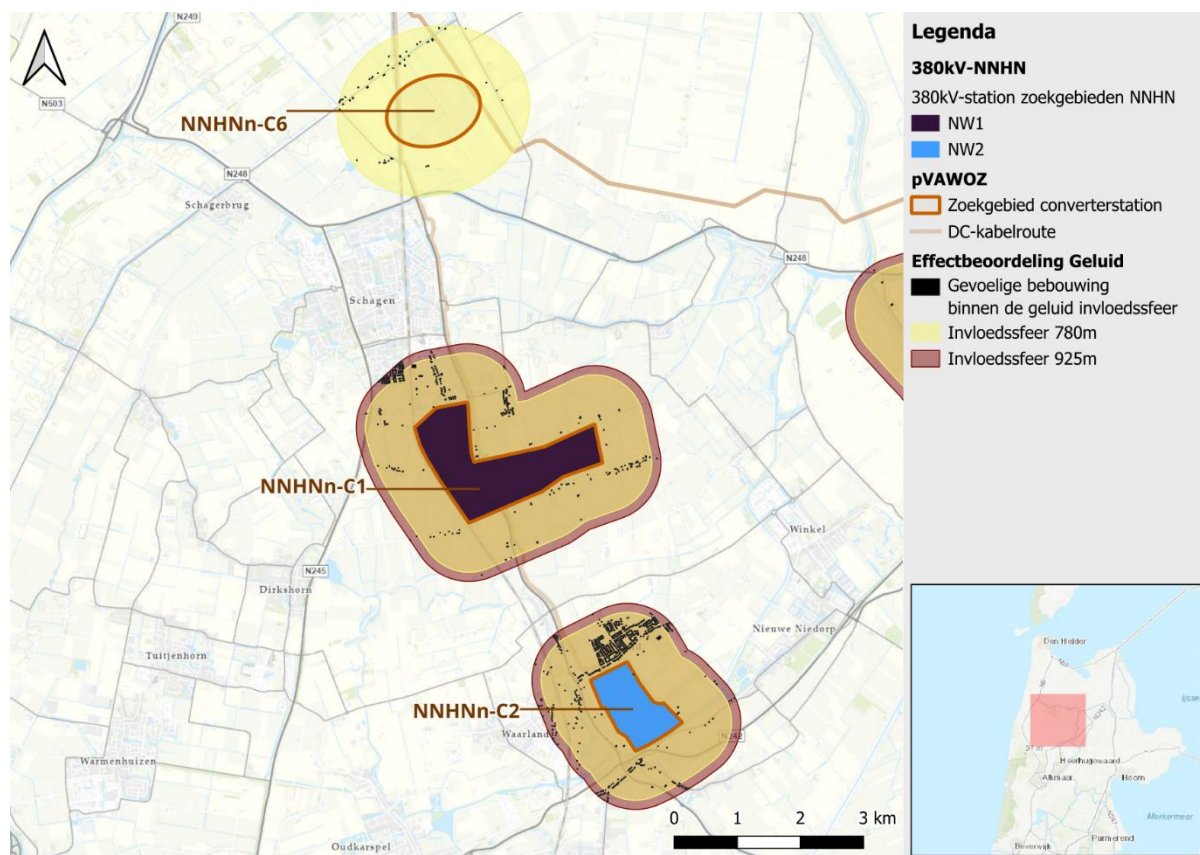 N249
N503
NNHNn-C6
N248
Schagerbrug
N248
Schagen
NNHNn-C1
Winkel
N245
Dirkshorn
Nieuwe Niedorp
Tuitjenhorn
NNHNn-C2
Waarland
N242
Warmenhuizen
Oudkarspel
0 1 2 3 km
Legenda
380kV-NNHN
380kV-station zoekgebieden NNHN
NW1
NW2
pVAWOZ
Zoekgebied converterstation
DC-kabelroute
Effectbeoordeling Geluid
Gevoelige bebouwing
binnen de geluid invloedssfeer
Invloedssfeer 780m
Invloedssfeer 925m
Den Helder
Heerhugowaard
Alkmaar
Hoorn
Markermeer
Purmerend
Beverwijk